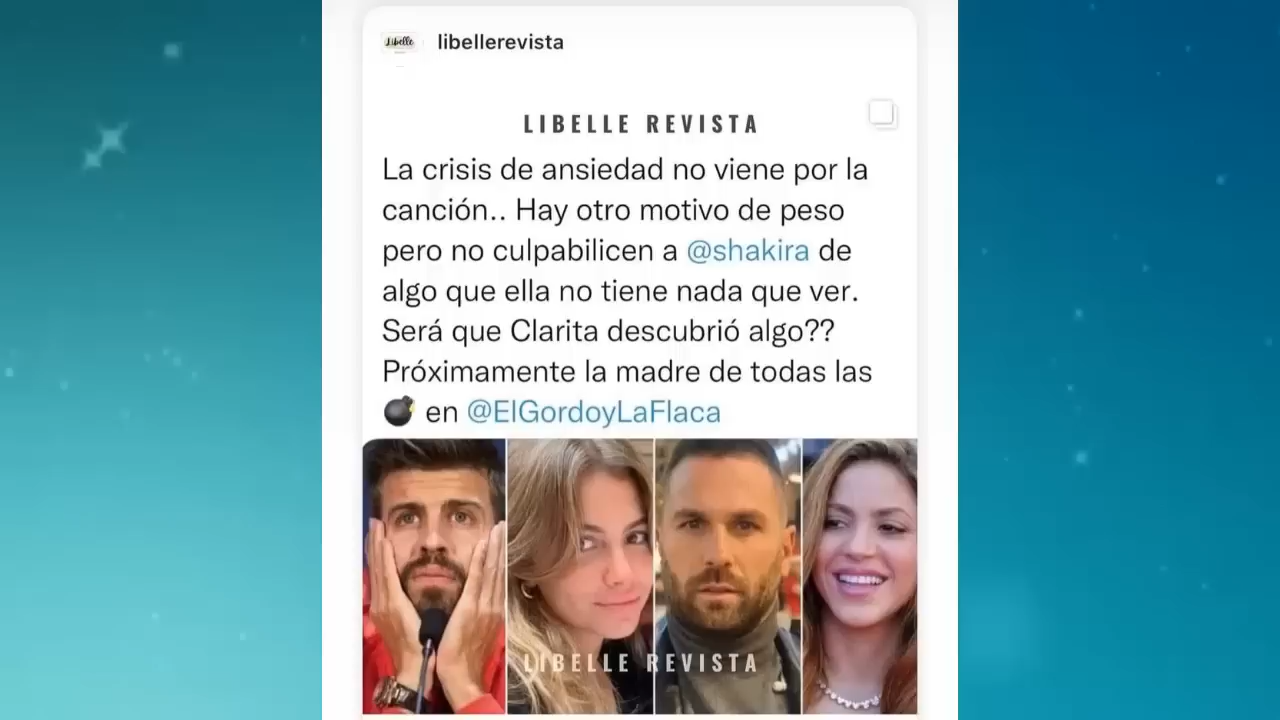 Libelle
libellerevista
LIBELLE REVISTA
La crisis de ansiedad no viene por la
canción.. Hay otro motivo de peso
pero no culpabilicen a @shakira de
algo que ella no tiene nada que ver.
Será que Clarita descubrió algo??
Próximamente la madre de todas las
💣 en @ElGordoyLaFlaca
LIBELLE REVISTA